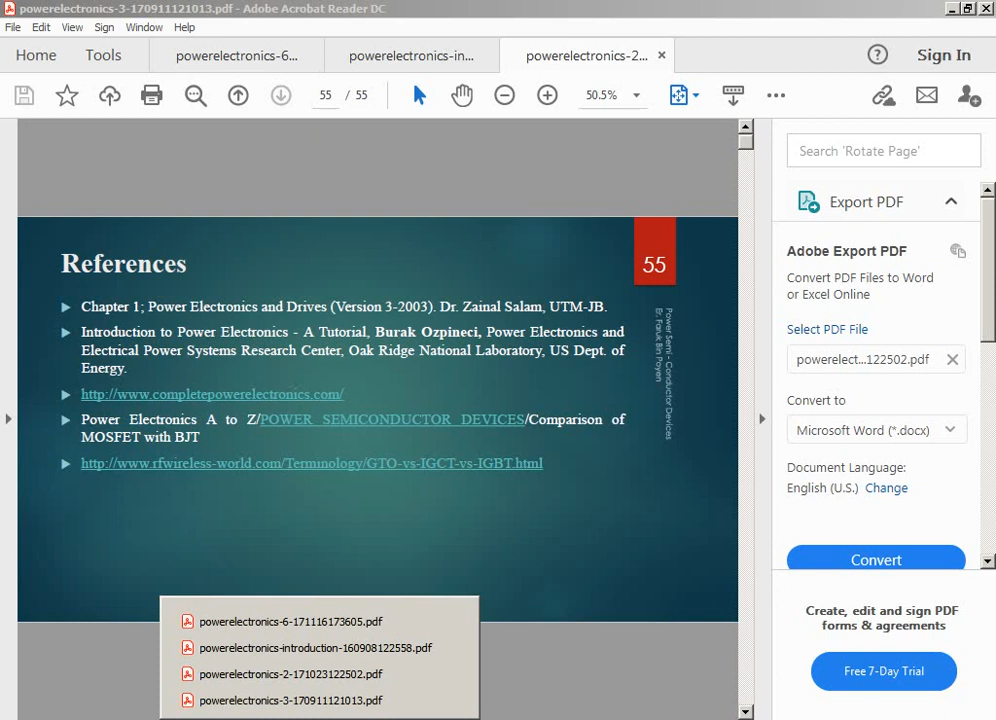 powerelectronics-3-170911121013.pdf - Adobe Acrobat Reader DC
File Edit View Sign Window Help
Home Tools powerelectronics-6... powerelectronics-in... powerelectronics-2... Sign In
55 / 55 50.5%
Search 'Rotate Page'
Export PDF
Adobe Export PDF
Convert PDF Files to Word
or Excel Online
Select PDF File
powerelect...122502.pdf
Convert to
Microsoft Word (*.docx)
Document Language:
English (U.S.) Change
Convert
Create, edit and sign PDF
forms & agreements
Free 7-Day Trial
References
55
Chapter 1; Power Electronics and Drives (Version 3-2003). Dr. Zainal Salam, UTM-JB.
Introduction to Power Electronics - A Tutorial, Burak Ozpineci, Power Electronics and
Electrical Power Systems Research Center, Oak Ridge National Laboratory, US Dept. of
Energy.
http://www.completepowerelectronics.com/
Power Electronics A to Z/POWER SEMICONDUCTOR DEVICES/Comparison of
MOSFET with BJT
http://www.rfwireless-world.com/Terminology/GTO-vs-IGCT-vs-IGBT.html
Power Semi - Conductor Devices
Er. Faruk Bin Poyen
powerelectronics-6-171116173605.pdf
powerelectronics-introduction-160908122558.pdf
powerelectronics-2-171023122502.pdf
powerelectronics-3-170911121013.pdf